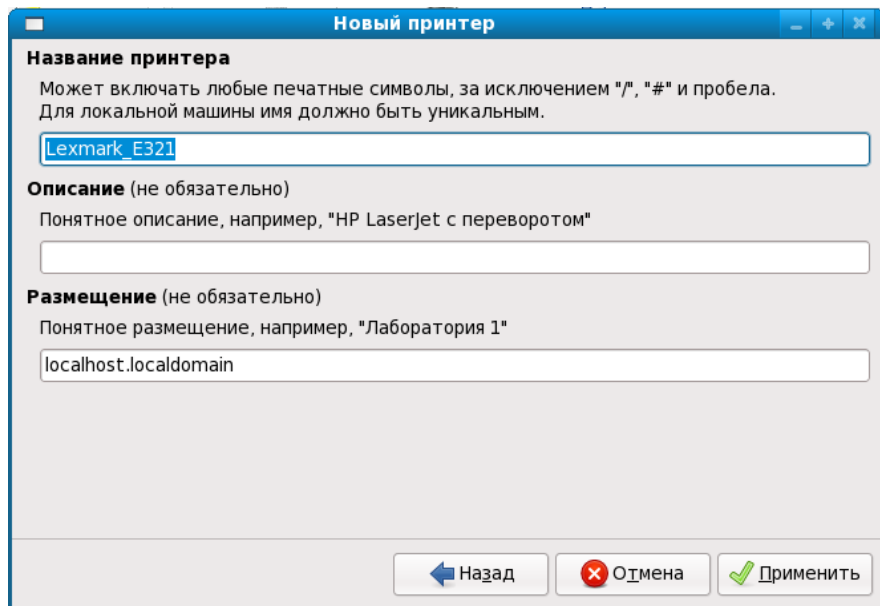 Новый принтер
Название принтера
Может включать любые печатные символы, за исключением "/", "#" и пробела.
Для локальной машины имя должно быть уникальным.
Lexmark_E321
Описание (не обязательно)
Понятное описание, например, "HP LaserJet с переворотом"
Размещение (не обязательно)
Понятное размещение, например, "Лаборатория 1"
localhost.localdomain
Назад
Отмена
Применить